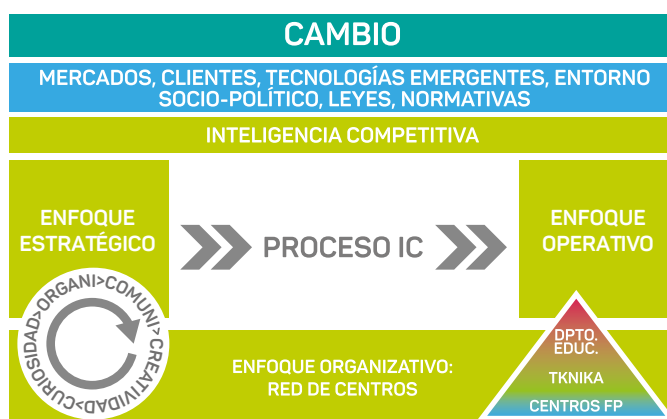 CAMBIO
MERCADOS, CLIENTES, TECNOLOGÍAS EMERGENTES, ENTORNO
SOCIO-POLÍTICO, LEYES, NORMATIVAS
INTELIGENCIA COMPETITIVA
ENFOQUE
ESTRATÉGICO
PROCESO IC
ENFOQUE
OPERATIVO
CURIOSIDAD>ORGANI>COMUNI>CREATIVIDAD>
ENFOQUE ORGANIZATIVO:
RED DE CENTROS
DPTO.
EDUC.
TKNIKA
CENTROS FP